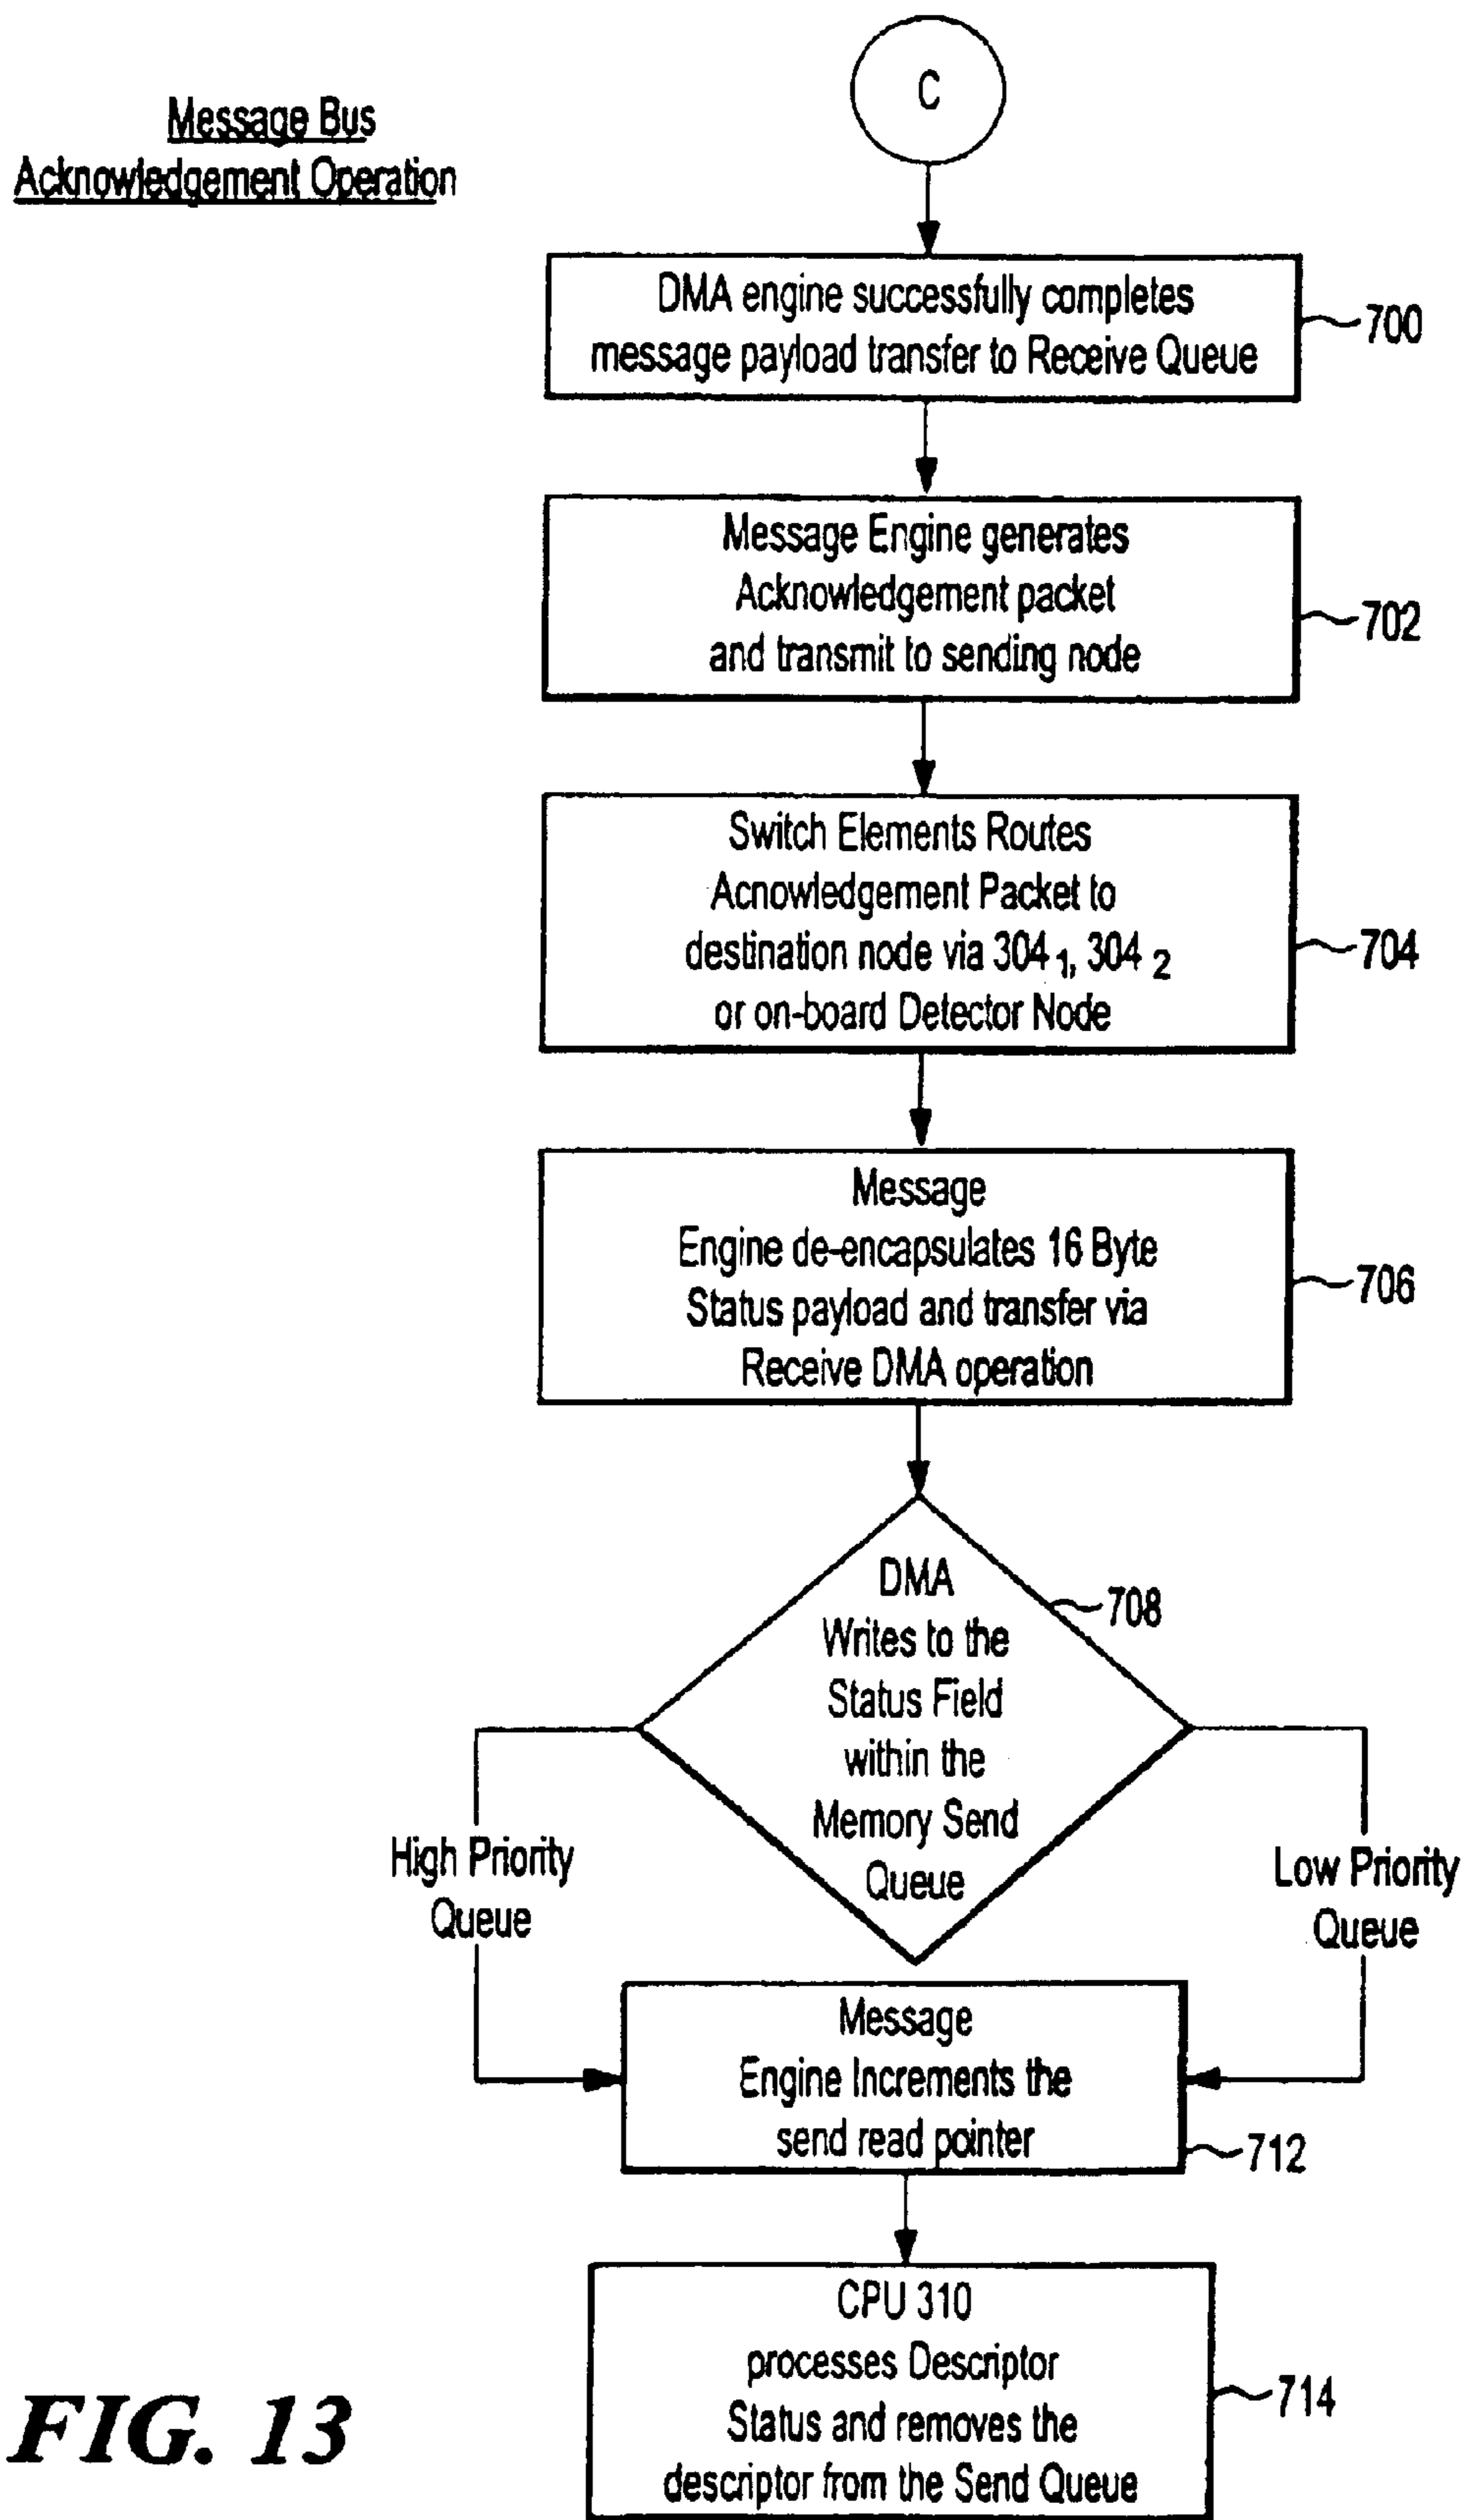 Message Bus
Acknowledgement Operation
C
DMA engine successfully completes
message payload transfer to Receive Queue
700
Message Engine generates
Acknowledgement packet
and transmit to sending node
702
Switch Elements Routes
Acnowledgement Packet to
destination node via 304 1, 304 2
or on-board Detector Node
704
Message
Engine de-encapsulates 16 Byte
Status payload and transfer via
Receive DMA operation
706
DMA
Writes to the
Status Field
within the
Memory Send
Queue
708
High Priority
Queue
Low Priority
Queue
Message
Engine Increments the
send read pointer
712
CPU 310
processes Descriptor
Status and removes the
descriptor from the Send Queue
714
FIG. 13